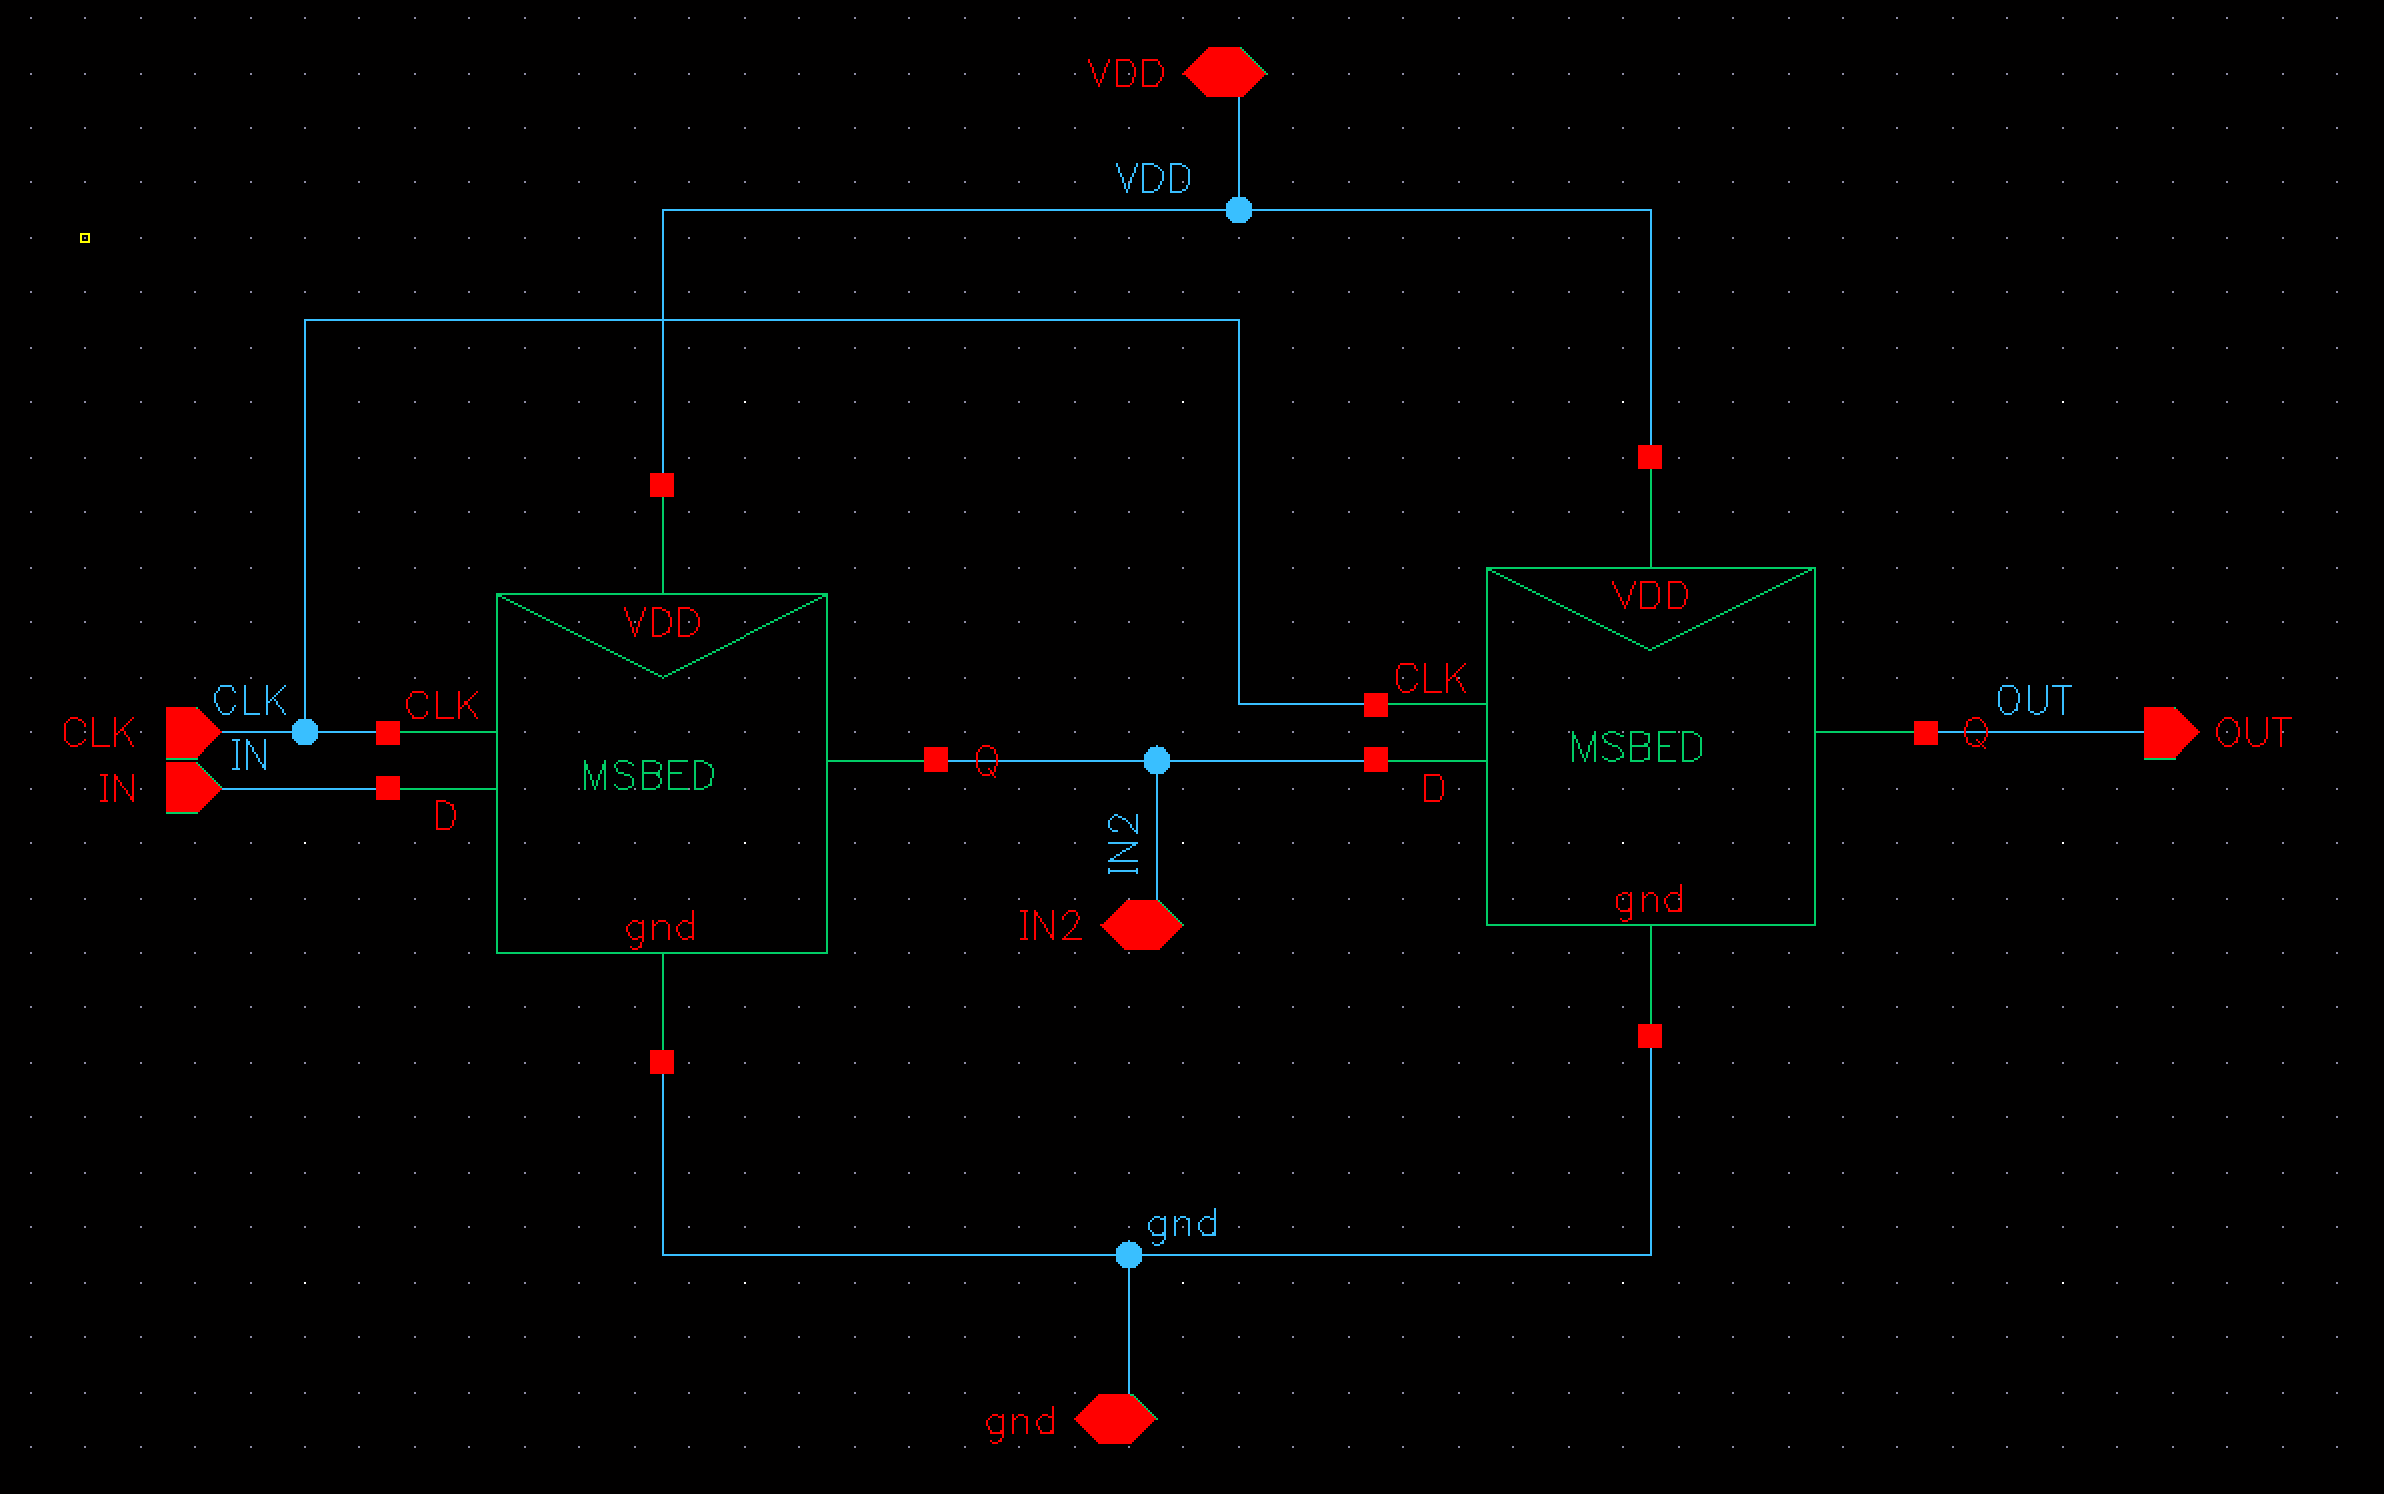 VDD
VDD
VDD
VDD
CLK
CLK
CLK
CLK
OUT
OUT
IN
IN
D
MSBED
Q
IN2
IN2
D
MSBED
Q
gnd
gnd
gnd
gnd